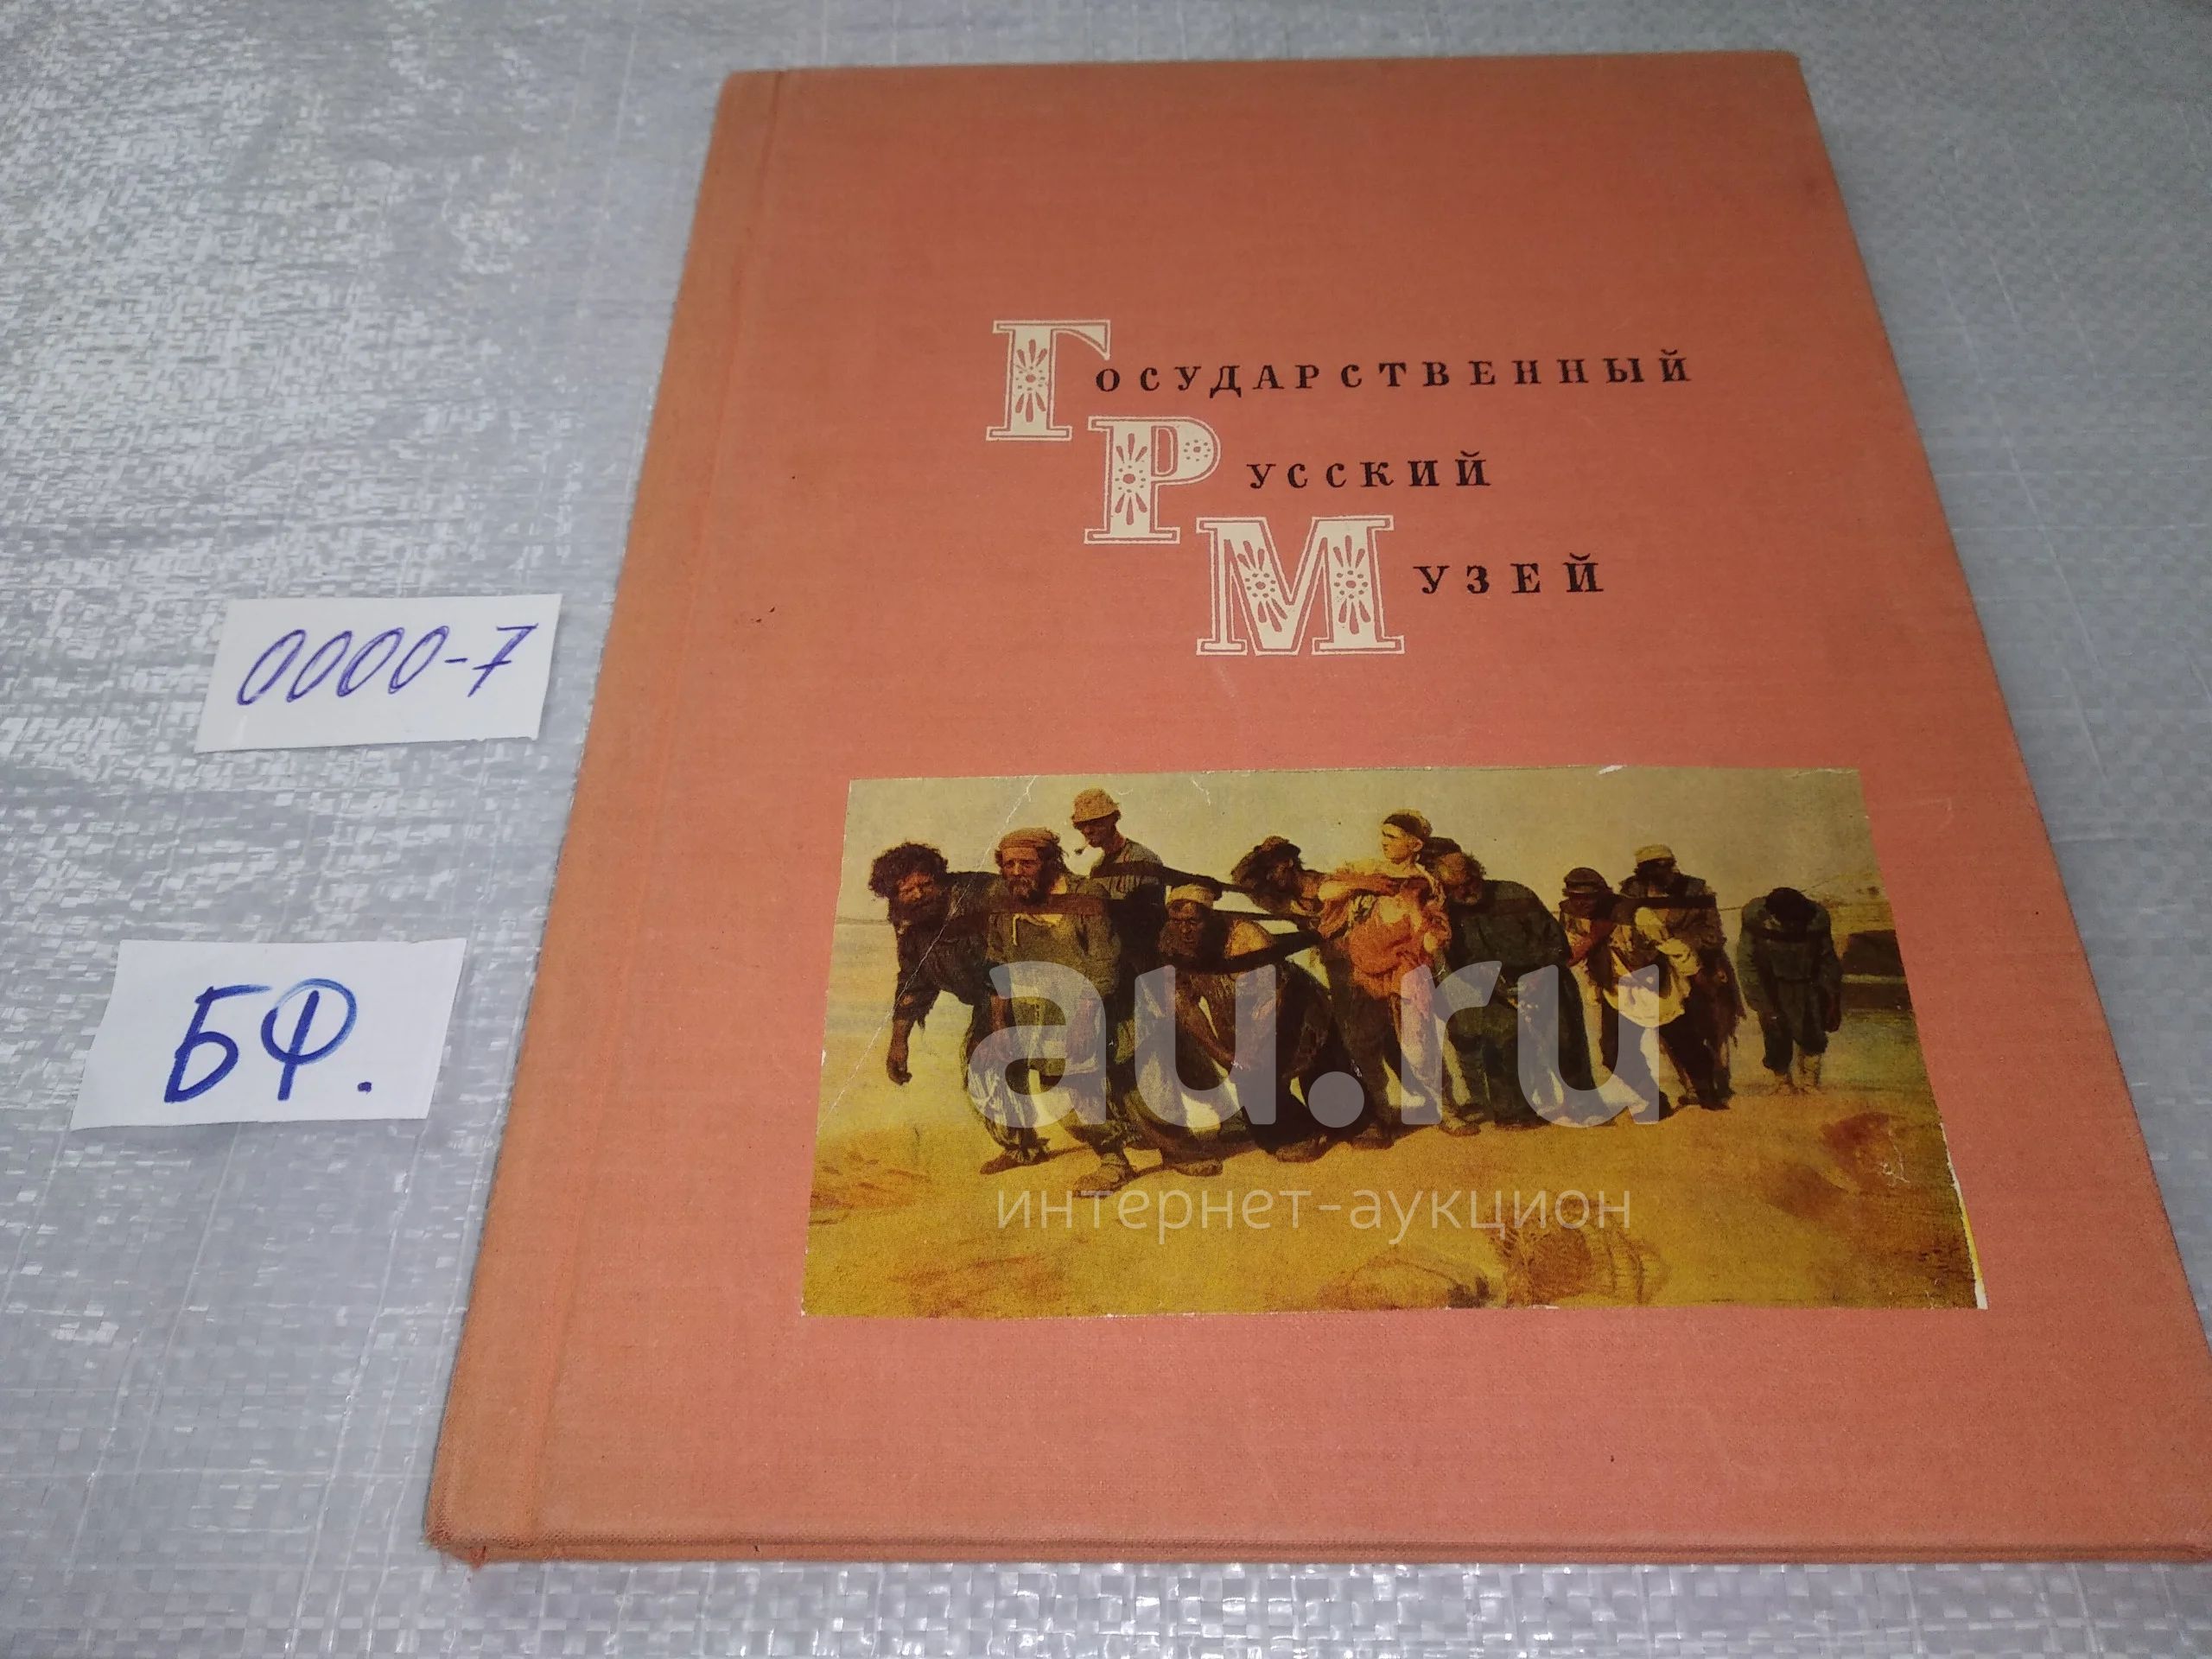 Государственный
Русский
Музей
0000-7
БФ.
au.ru
интернет-аукцион